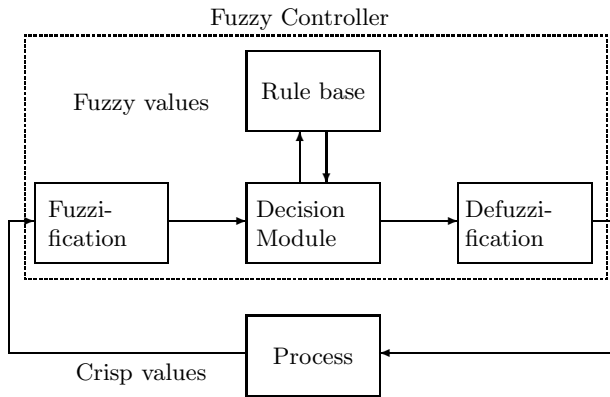 Fuzzy Controller
Fuzzy values
Rule base
Fuzzi-
fication
Decision
Module
Defuzzi-
fication
Process
Crisp values